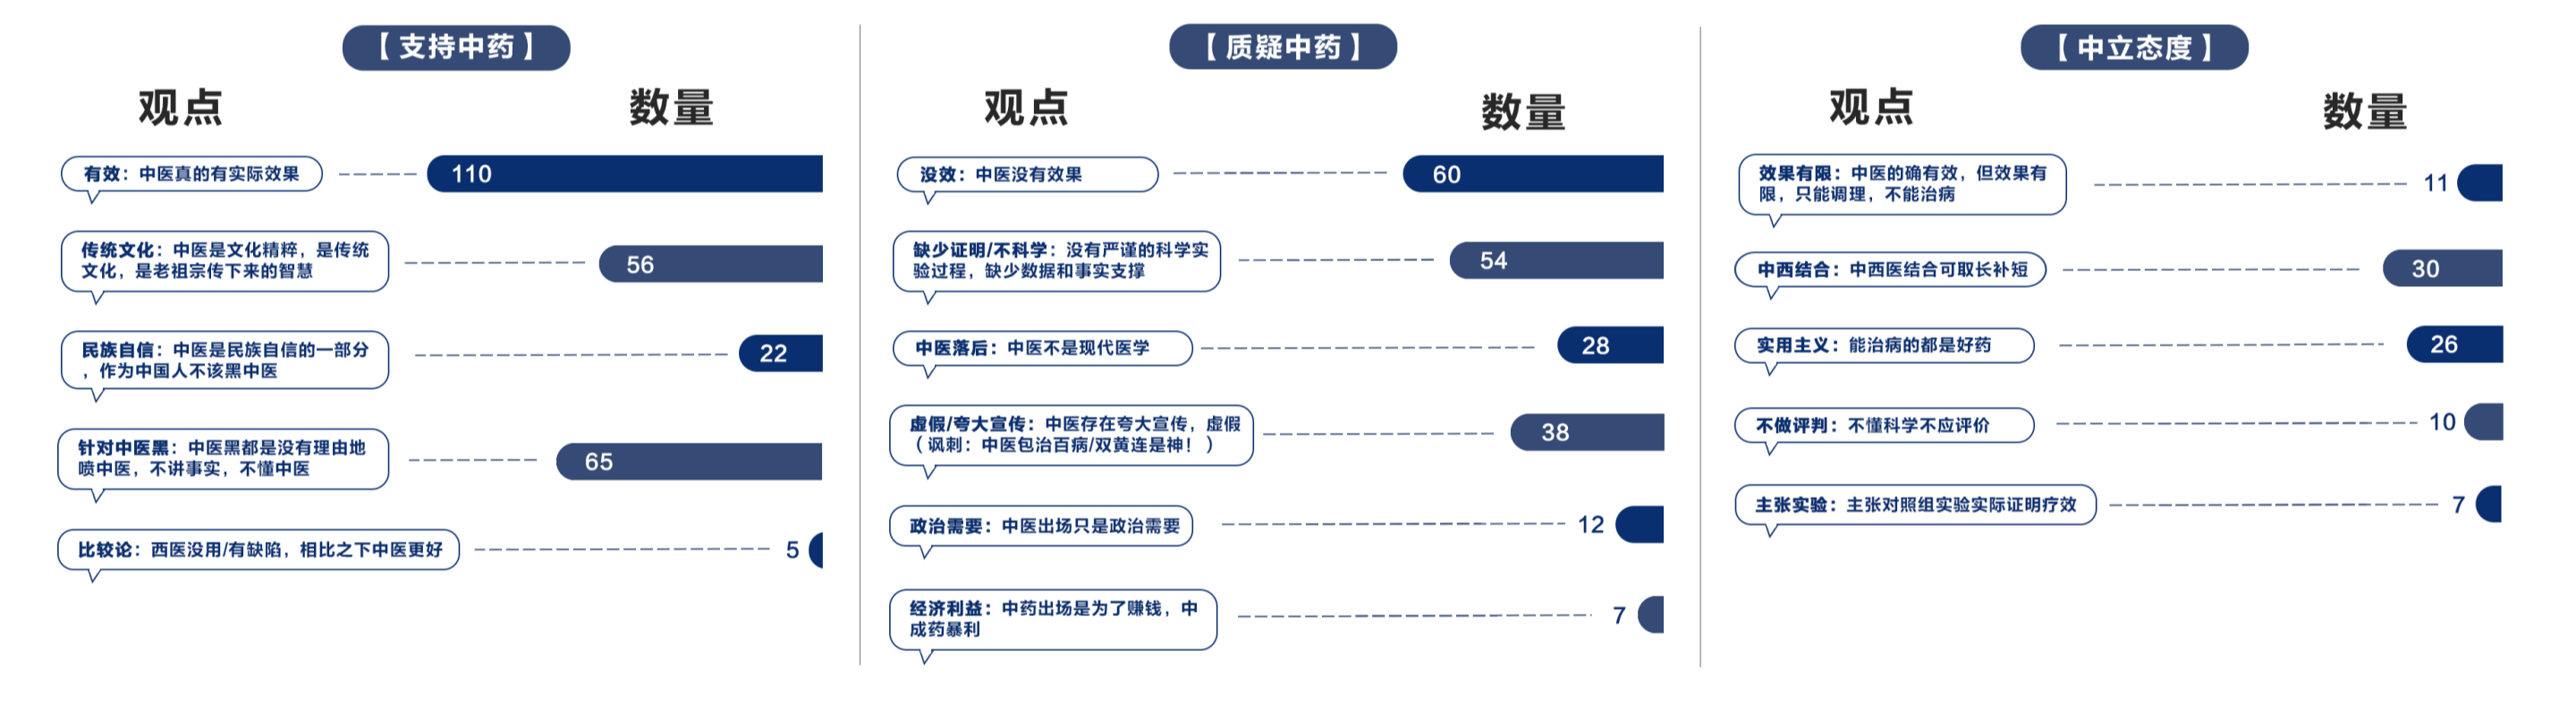 【支持中药】
观点
数量
有效：中医真的有实际效果
110
传统文化：中医是文化精粹，是传统
文化，是老祖宗传下来的智慧
56
民族自信：中医是民族自信的一部分
，作为中国人不该黑中医
22
针对中医黑：中医黑都是没有理由地
喷中医，不讲事实，不懂中医
65
比较论：西医没用/有缺陷，相比之下中医更好
5
【质疑中药】
观点
数量
没效：中医没有效果
60
缺少证明/不科学：没有严谨的科学实
验过程，缺少数据和事实支撑
54
中医落后：中医不是现代医学
28
虚假/夸大宣传：中医存在夸大宣传，虚假
（讽刺：中医包治百病/双黄连是神！）
38
政治需要：中医出场只是政治需要
12
经济利益：中药出场是为了赚钱，中
成药暴利
7
【中立态度】
观点
数量
效果有限：中医的确有效，但效果有
限，只能调理，不能治病
11
中西结合：中西医结合可取长补短
30
实用主义：能治病的都是好药
26
不做评判：不懂科学不应评价
10
主张实验：主张对照组实验实际证明疗效
7